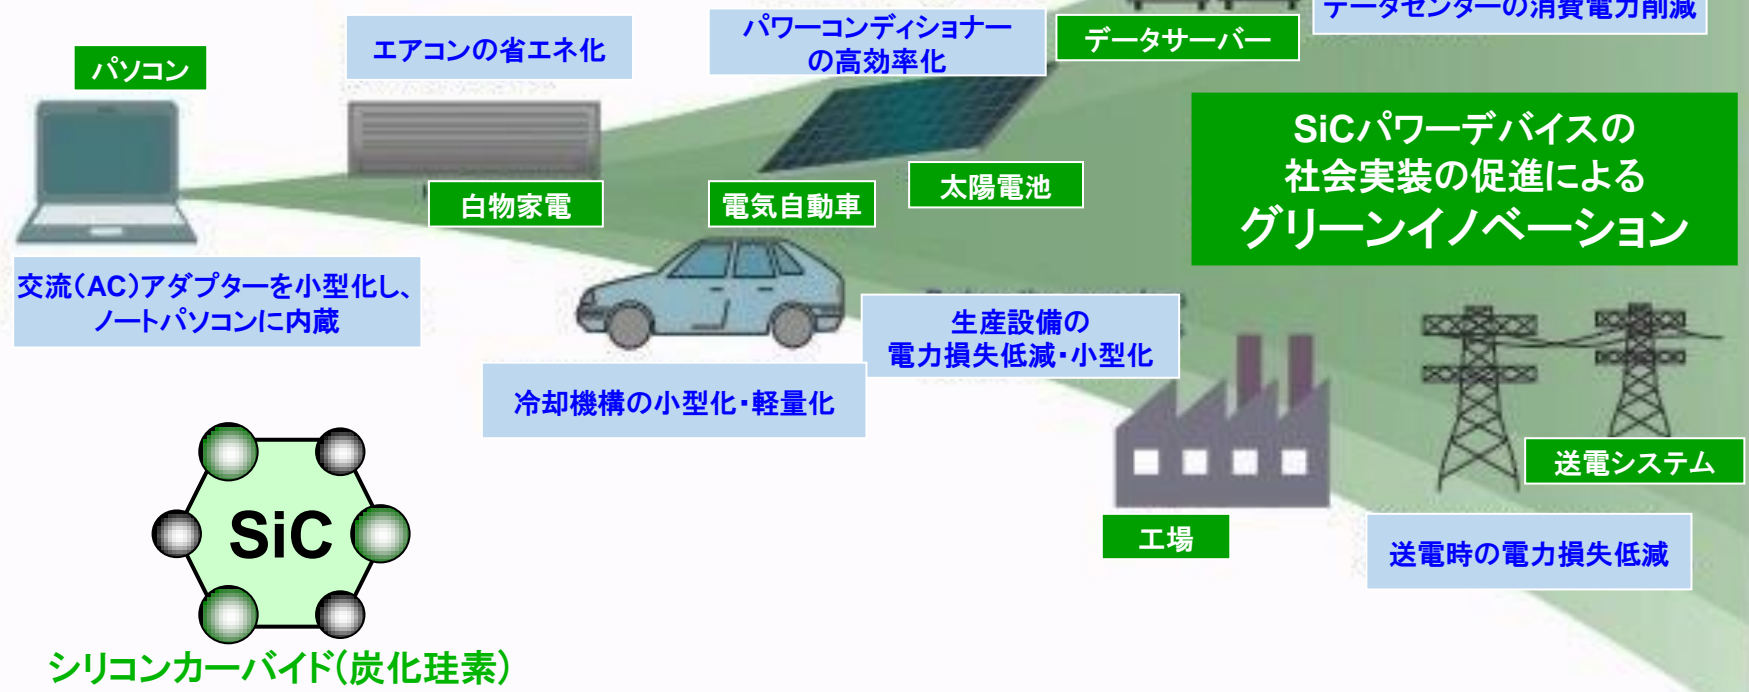 データセンターの消費電力削減
パワーコンディショナー
の高効率化
データサーバー
エアコンの省エネ化
パソコン
SiCパワーデバイスの
社会実装の促進による
グリーンイノベーション
白物家電
電気自動車
太陽電池
交流(AC)アダプターを小型化し、
ノートパソコンに内蔵
生産設備の
電力損失低減・小型化
冷却機構の小型化・軽量化
送電システム
工場
送電時の電力損失低減
SiC
シリコンカーバイド(炭化珪素)